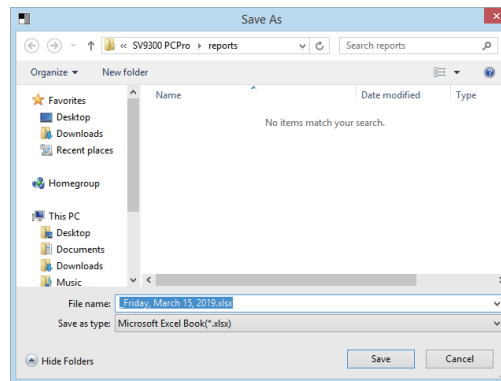 Save As
« SV9300 PCPro ▸ reports
Search reports
Organize
New folder
Name
Date modified
Type
No items match your search.
Favorites
Desktop
Downloads
Recent places
Homegroup
This PC
Desktop
Documents
Downloads
Music
File name: _Friday, March 15, 2019.xlsx
Save as type: Microsoft Excel Book(*.xlsx)
Hide Folders
Save
Cancel